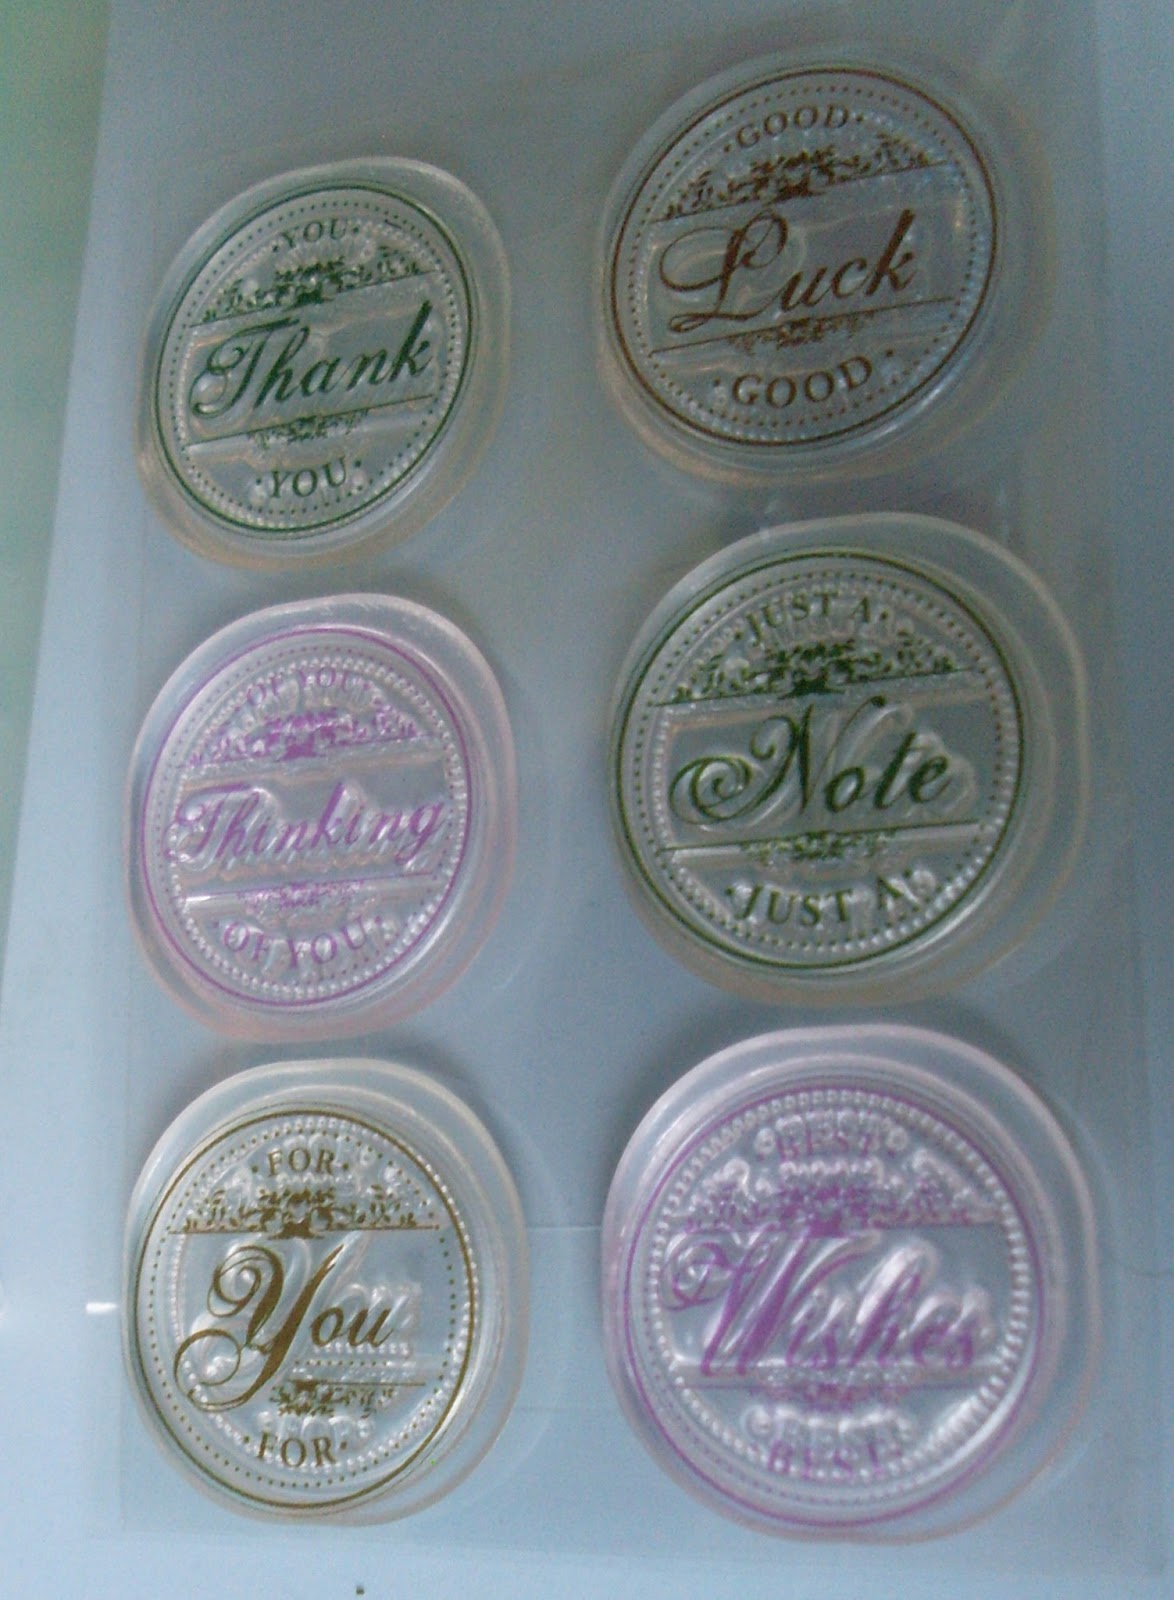 ·YOU·
Thank
·YOU·
·GOOD·
Luck
·GOOD·
·OF YOU·
Thinking
·OF YOU·
·JUST A·
Note
·JUST A·
·FOR·
You
·FOR·
·BEST·
Wishes
·BEST·